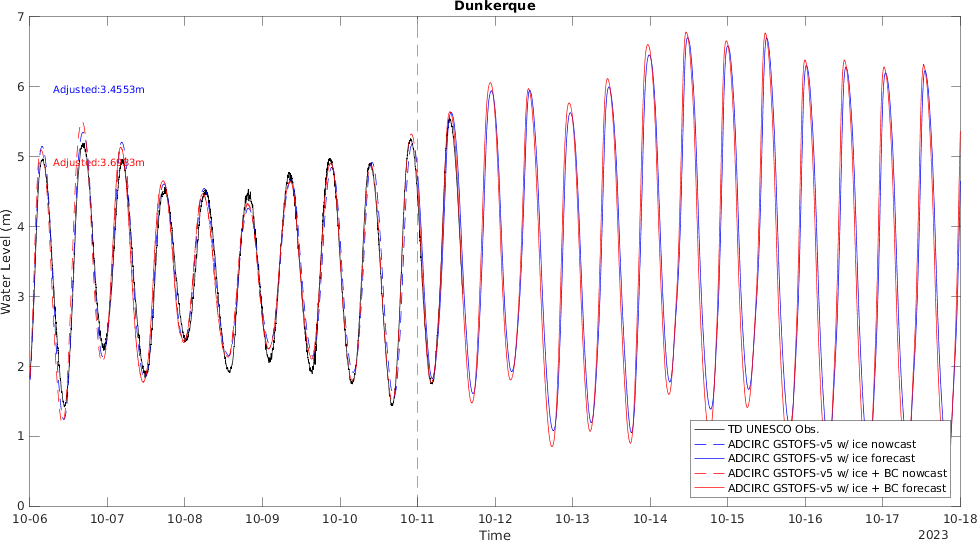 Dunkerque
7
6
5
4
3
2
1
0
Water Level (m)
Adjusted:3.4553m
Adjusted:3.6983m
TD UNESCO Obs.
ADCIRC GSTOFS-v5 w/ ice nowcast
ADCIRC GSTOFS-v5 w/ ice forecast
ADCIRC GSTOFS-v5 w/ ice + BC nowcast
ADCIRC GSTOFS-v5 w/ ice + BC forecast
10-06 10-07 10-08 10-09 10-10 10-11 10-12 10-13 10-14 10-15 10-16 10-17 10-18
Time
2023